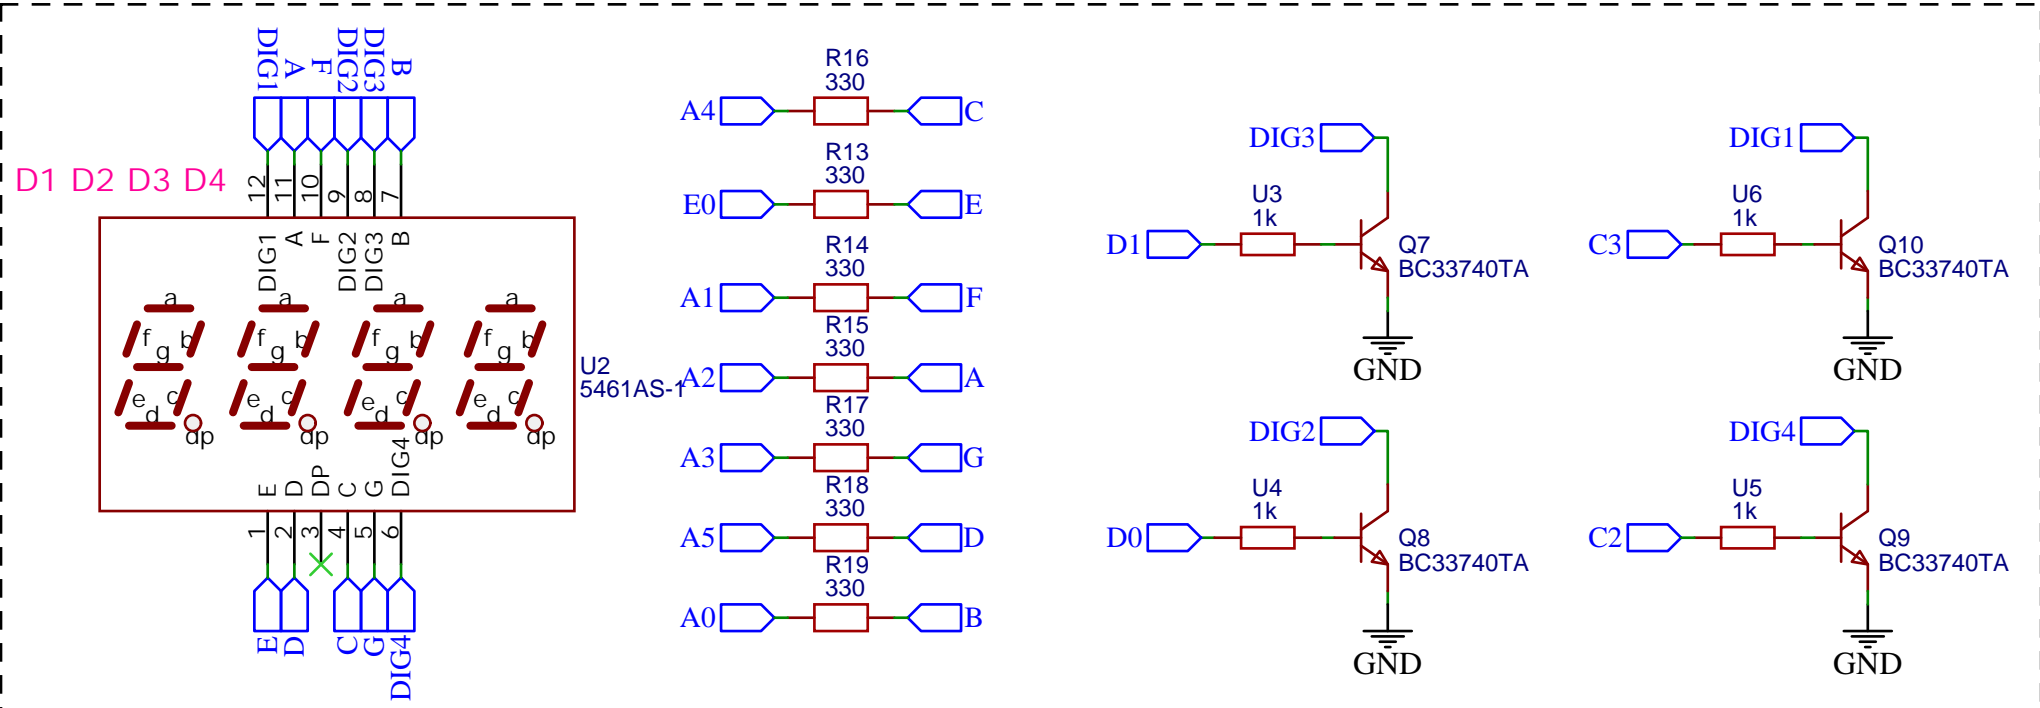 DIG1
A
F
DIG2
DIG3
B
D1 D2 D3 D4
12
11
10
9
8
7
DIG1
A
F
DIG2
DIG3
B
a
f
b
g
e
c
d
dp
a
f
b
g
e
c
d
dp
a
f
b
g
e
c
d
dp
a
f
b
g
e
c
d
dp
U2
5461AS-1
E
D
DP
C
G
DIG4
1
2
3
4
5
6
E
D
C
G
DIG4
R16
330
A4
C
R13
330
E0
E
R14
330
A1
F
R15
330
A2
A
R17
330
A3
G
R18
330
A5
D
R19
330
A0
B
DIG3
U3
1k
D1
Q7
BC33740TA
GND
DIG1
U6
1k
C3
Q10
BC33740TA
GND
DIG2
U4
1k
D0
Q8
BC33740TA
GND
DIG4
U5
1k
C2
Q9
BC33740TA
GND